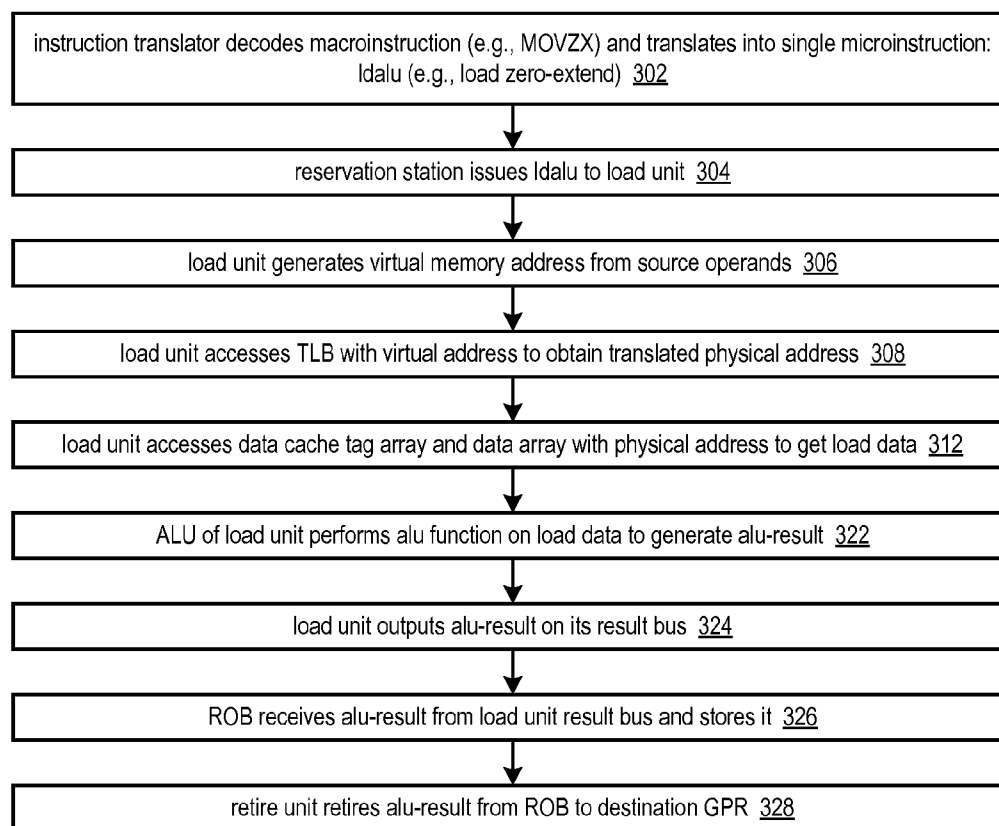 instruction translator decodes macroinstruction (e.g., MOVZX) and translates into single microinstruction:
ldalu (e.g., load zero-extend) 302
reservation station issues ldalu to load unit 304
load unit generates virtual memory address from source operands 306
load unit accesses TLB with virtual address to obtain translated physical address 308
load unit accesses data cache tag array and data array with physical address to get load data 312
ALU of load unit performs alu function on load data to generate alu-result 322
load unit outputs alu-result on its result bus 324
ROB receives alu-result from load unit result bus and stores it 326
retire unit retires alu-result from ROB to destination GPR 328